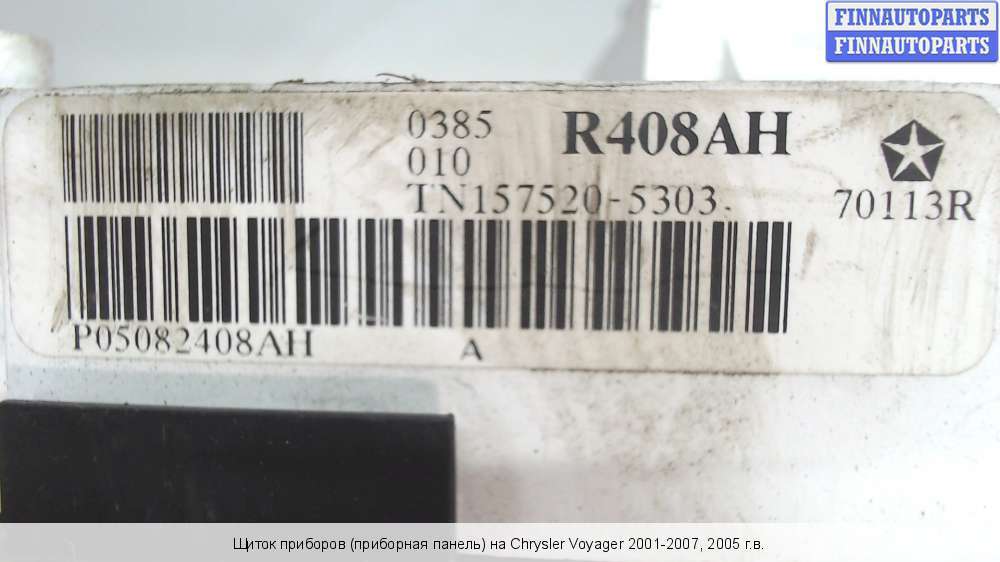 FINNAUTOPARTS
FINNAUTOPARTS
0385
010
R408AH
TN157520-5303
70113R
P05082408AH
A
Щиток приборов (приборная панель) на Chrysler Voyager 2001-2007, 2005 г.в.